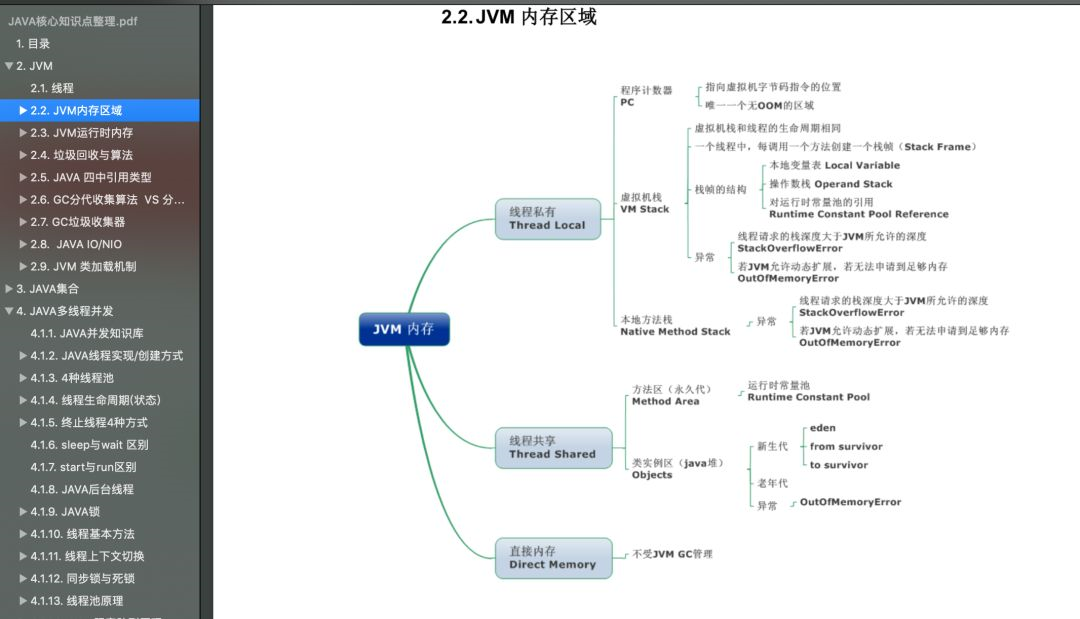 JAVA核心知识点整理.pdf
1. 目录
2. JVM
2.1. 线程
2.2. JVM内存区域
2.3. JVM运行时内存
2.4. 垃圾回收与算法
2.5. JAVA 四中引用类型
2.6. GC分代收集算法 VS 分...
2.7. GC垃圾收集器
2.8. JAVA IO/NIO
2.9. JVM 类加载机制
3. JAVA集合
4. JAVA多线程并发
4.1.1. JAVA并发知识库
4.1.2. JAVA线程实现/创建方式
4.1.3. 4种线程池
4.1.4. 线程生命周期(状态)
4.1.5. 终止线程4种方式
4.1.6. sleep与wait 区别
4.1.7. start与run区别
4.1.8. JAVA后台线程
4.1.9. JAVA锁
4.1.10. 线程基本方法
4.1.11. 线程上下文切换
4.1.12. 同步锁与死锁
4.1.13. 线程池原理
2.2. JVM 内存区域
JVM 内存
线程私有
Thread Local
程序计数器
PC
指向虚拟机字节码指令的位置
唯一一个无OOM的区域
虚拟机栈
VM Stack
虚拟机栈和线程的生命周期相同
一个线程中，每调用一个方法创建一个栈帧（Stack Frame）
栈帧的结构
本地变量表 Local Variable
操作数栈 Operand Stack
对运行时常量池的引用
Runtime Constant Pool Reference
异常
线程请求的栈深度大于JVM所允许的深度
StackOverflowError
若JVM允许动态扩展，若无法申请到足够内存
OutOfMemoryError
本地方法栈
Native Method Stack
异常
线程请求的栈深度大于JVM所允许的深度
StackOverflowError
若JVM允许动态扩展，若无法申请到足够内存
OutOfMemoryError
线程共享
Thread Shared
方法区（永久代）
Method Area
运行时常量池
Runtime Constant Pool
类实例区（java堆）
Objects
新生代
eden
from survivor
to survivor
老年代
异常
OutOfMemoryError
直接内存
Direct Memory
不受JVM GC管理